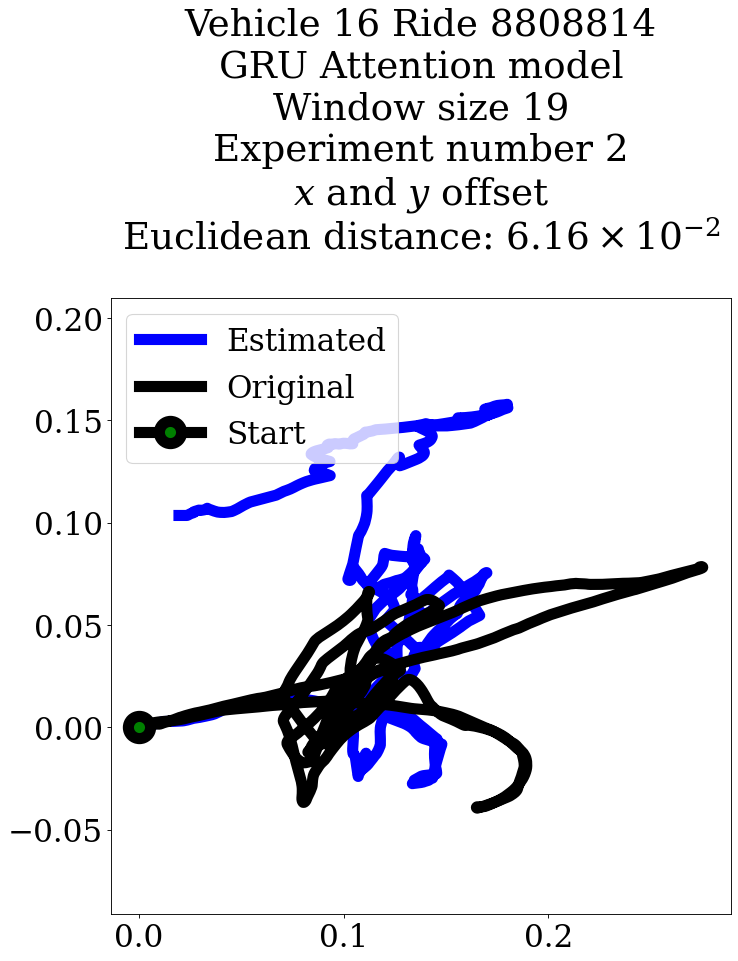 Vehicle 16 Ride 8808814
GRU Attention model
Window size 19
Experiment number 2
x and y offset
Euclidean distance: 6.16 × 10⁻²
Estimated
Original
Start
0.20
0.15
0.10
0.05
0.00
−0.05
0.0 0.1 0.2